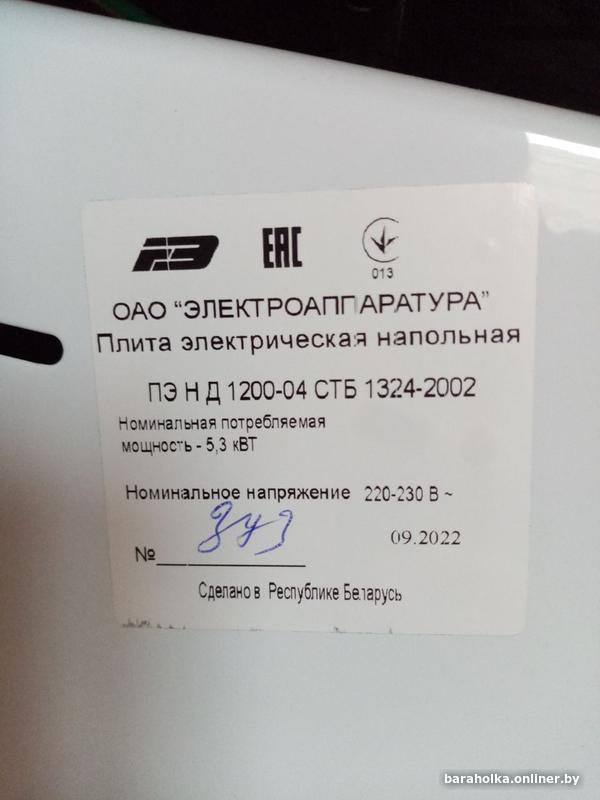 ЕАС
013
ОАО “ЭЛЕКТРОАППАРАТУРА”
Плита электрическая напольная
ПЭ Н Д 1200-04 СТБ 1324-2002
Номинальная потребляемая
мощность - 5,3 кВТ
Номинальное напряжение 220-230 В ~
09.2022
№
Сделано в Республике Беларусь
baraholka.onliner.by